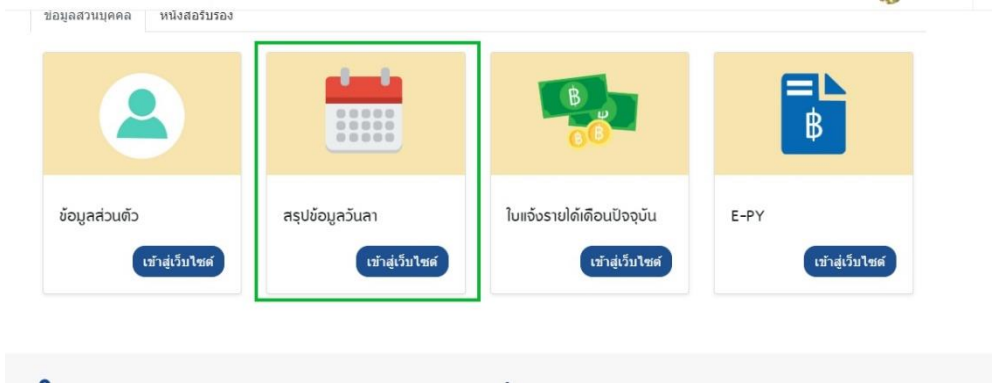 ข้อมูลส่วนบุคคล หนังสือรับรอง
ข้อมูลส่วนตัว
เข้าสู่เว็บไซต์
สรุปข้อมูลวันลา
เข้าสู่เว็บไซต์
ใบแจ้งรายได้เดือนปัจจุบัน
เข้าสู่เว็บไซต์
E-PY
เข้าสู่เว็บไซต์